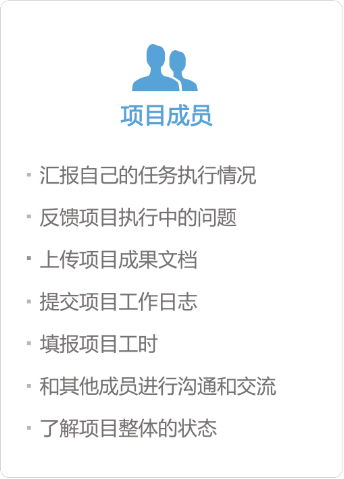 项目成员
汇报自己的任务执行情况
反馈项目执行中的问题
上传项目成果文档
提交项目工作日志
填报项目工时
和其他成员进行沟通和交流
了解项目整体的状态